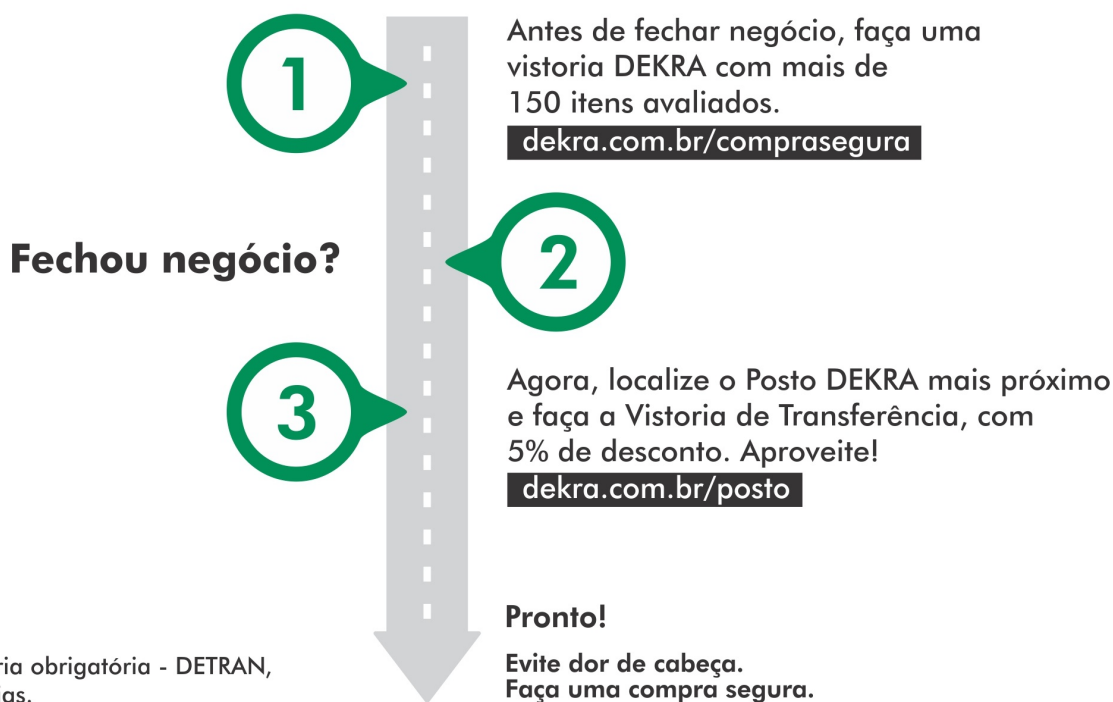 1
Antes de fechar negócio, faça uma
vistoria DEKRA com mais de
150 itens avaliados.
dekra.com.br/comprasegura
Fechou negócio?
2
3
Agora, localize o Posto DEKRA mais próximo
e faça a Vistoria de Transferência, com
5% de desconto. Aproveite!
dekra.com.br/posto
Pronto!
Evite dor de cabeça.
Faça uma compra segura.
obrigatória - DETRAN,